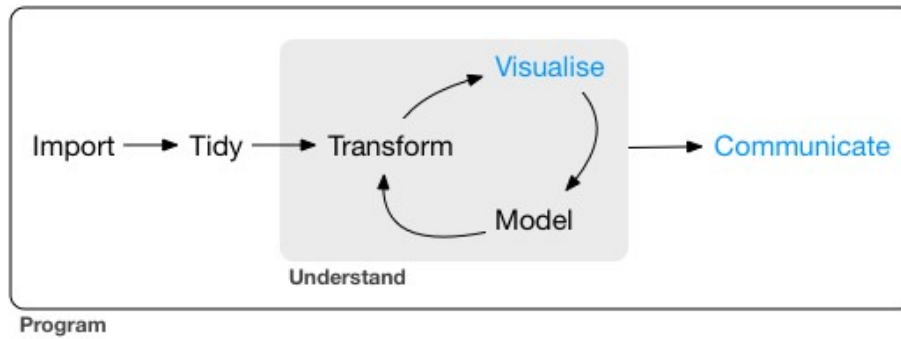 Visualise
Import Tidy Transform Communicate
Model
Understand
Program